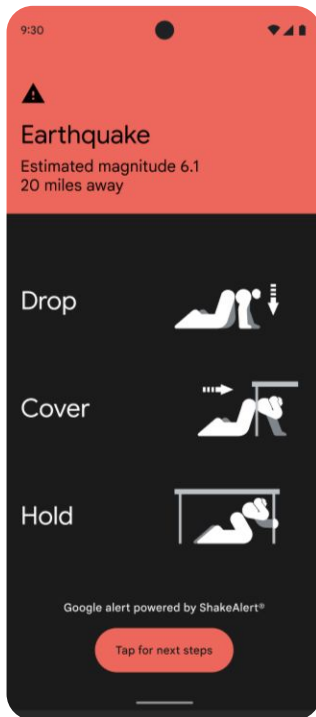 9:30
Earthquake
Estimated magnitude 6.1
20 miles away
Drop
Cover
Hold
Google alert powered by ShakeAlert®
Tap for next steps